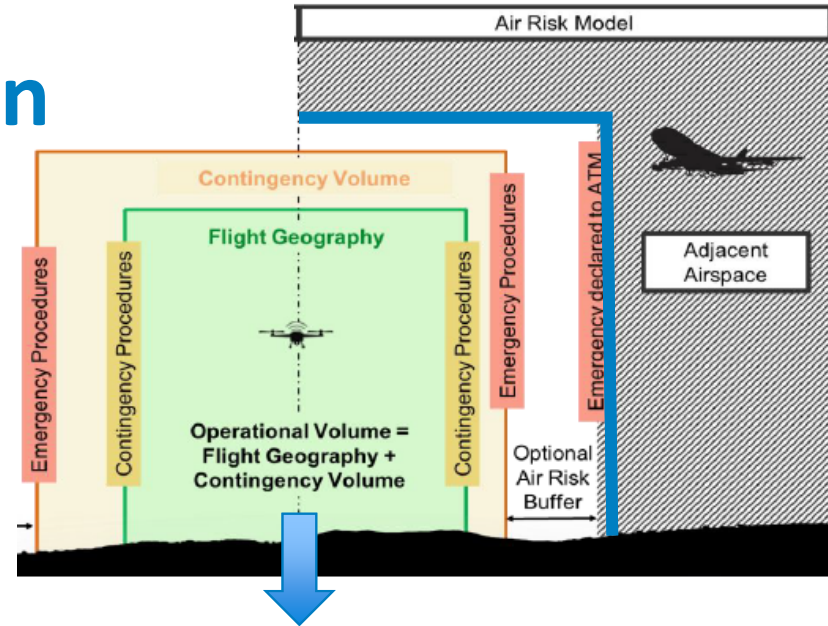 Air Risk Model
n
Contingency Volume
Flight Geography
Emergency Procedures
Contingency Procedures
Contingency Procedures
Emergency Procedures
Emergency declared to ATM
Adjacent
Airspace
Operational Volume =
Flight Geography +
Contingency Volume
Optional
Air Risk
Buffer